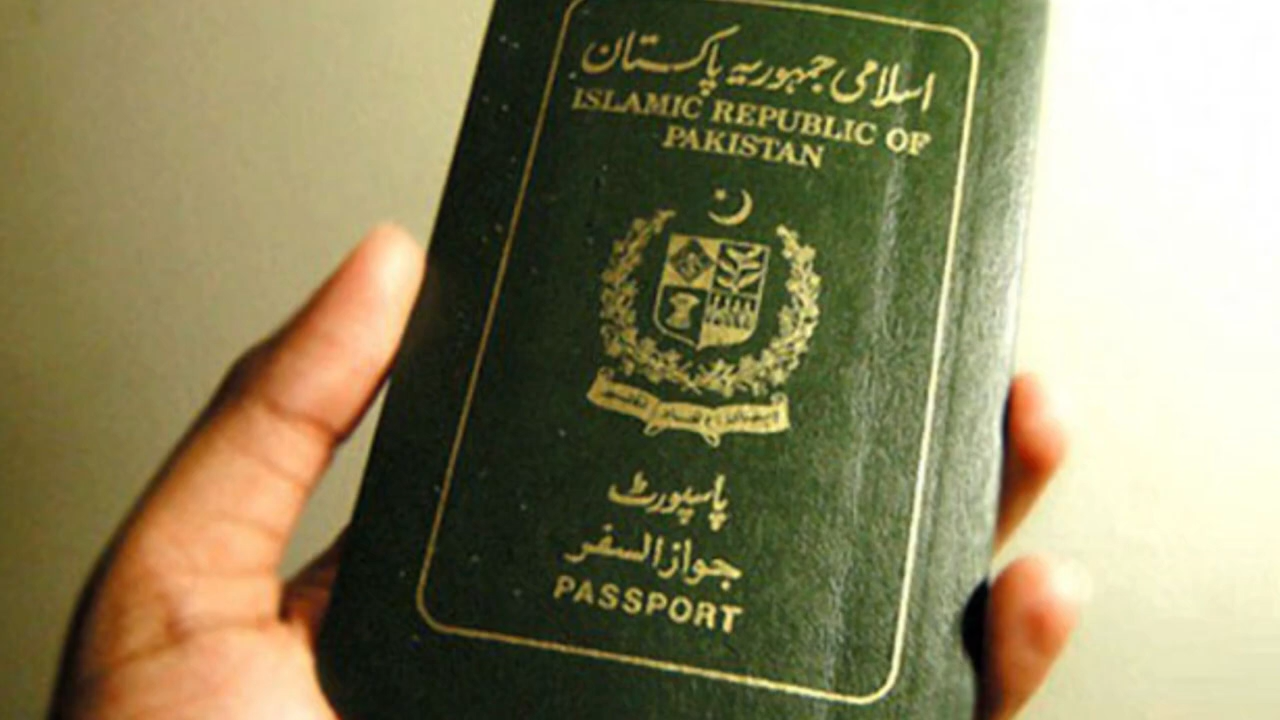 اسلامی جمہوریہ پاکستان
ISLAMIC REPUBLIC OF
PAKISTAN
پاسپورٹ
جواز السفر
PASSPORT